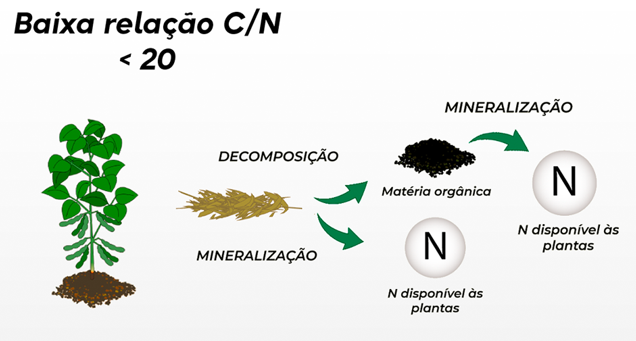 Baixa relação C/N
< 20
MINERALIZAÇÃO
DECOMPOSIÇÃO
Matéria orgânica
N
N disponível às
plantas
MINERALIZAÇÃO
N
N disponível às
plantas